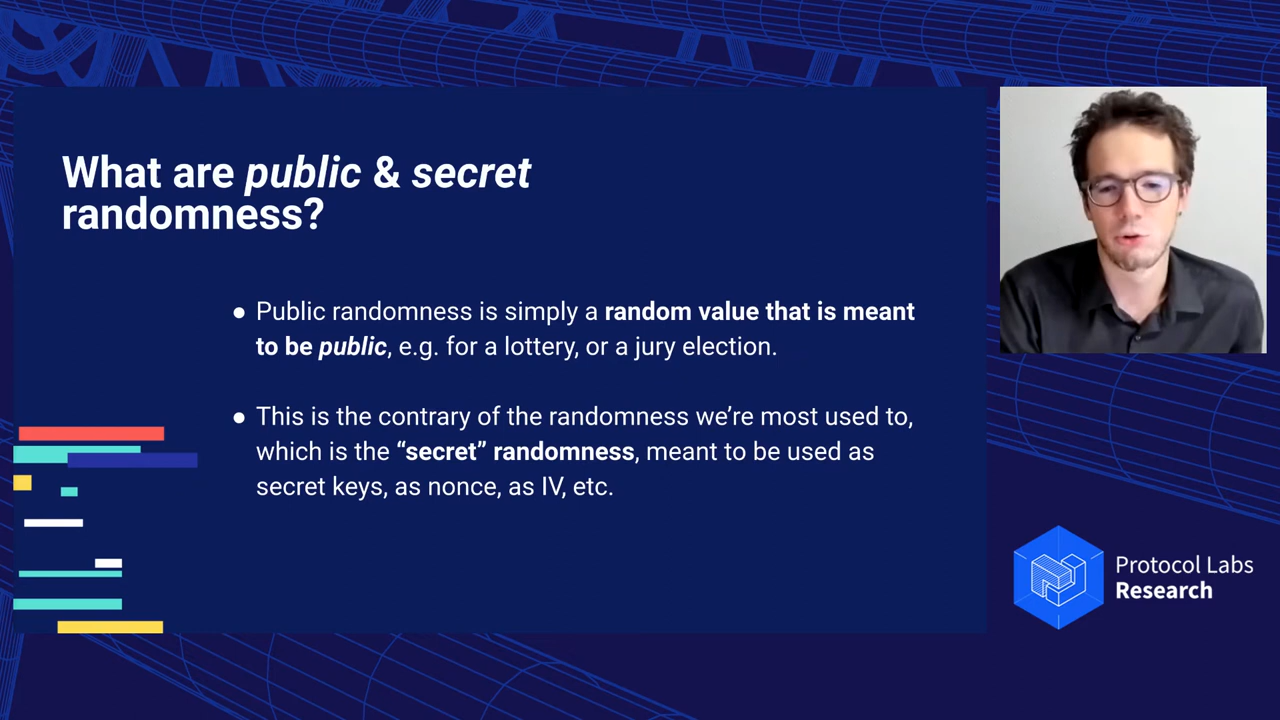 What are public & secret
randomness?
● Public randomness is simply a random value that is meant
to be public, e.g. for a lottery, or a jury election.
● This is the contrary of the randomness we’re most used to,
which is the “secret” randomness, meant to be used as
secret keys, as nonce, as IV, etc.
Protocol Labs
Research